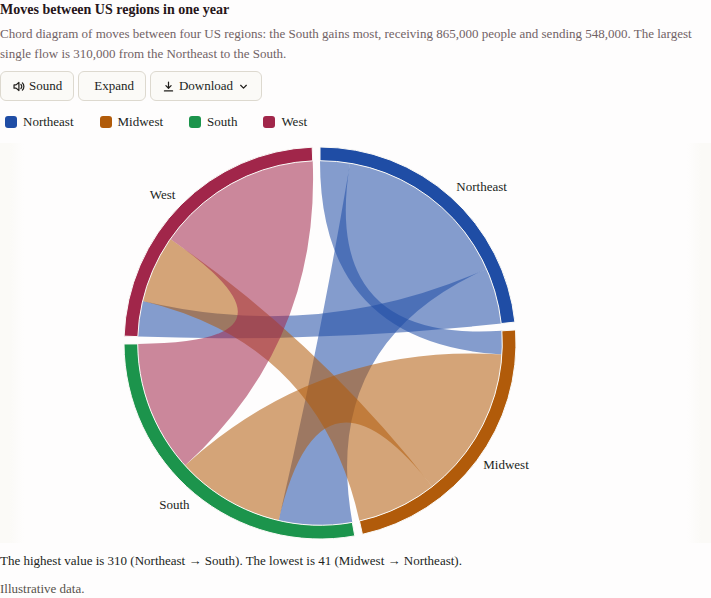 Moves between US regions in one year
Chord diagram of moves between four US regions: the South gains most, receiving 865,000 people and sending 548,000. The largest
single flow is 310,000 from the Northeast to the South.
Sound Expand Download
Northeast Midwest South West
West
Northeast
Midwest
South
The highest value is 310 (Northeast → South). The lowest is 41 (Midwest → Northeast).
Illustrative data.